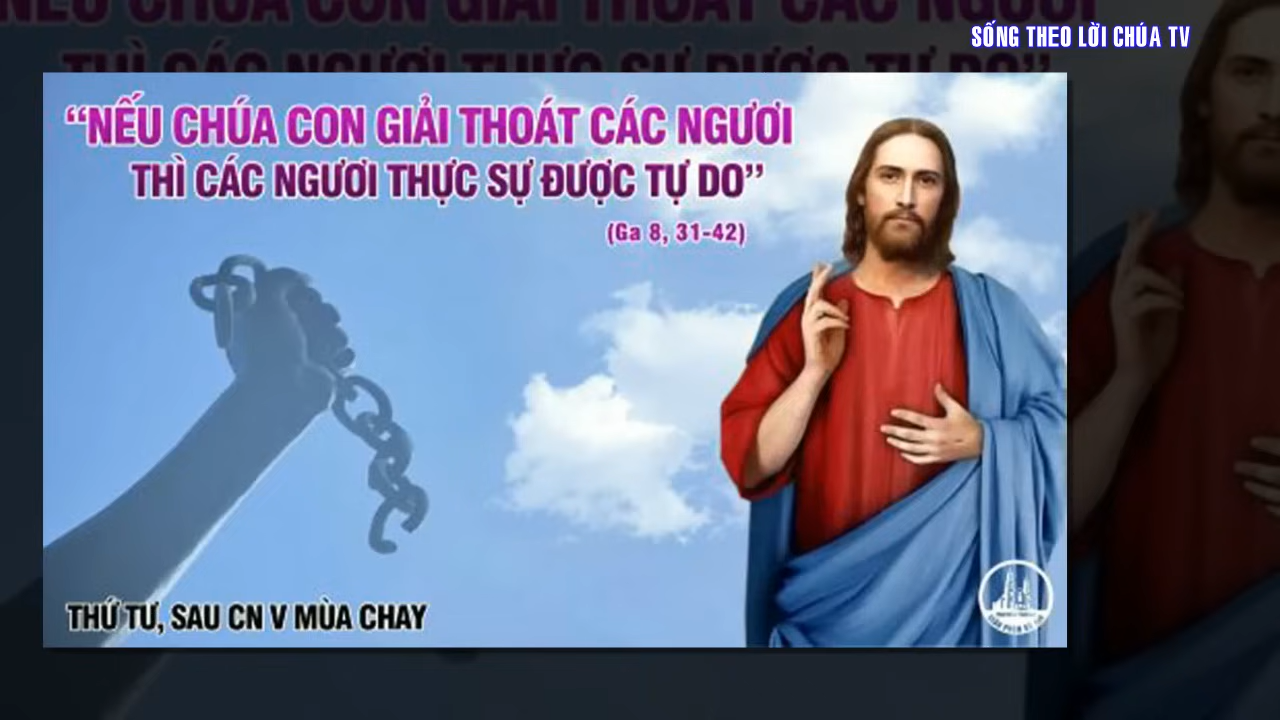 SỐNG THEO LỜI CHÚA TV
“NẾU CHÚA CON GIẢI THOÁT CÁC NGƯƠI
THÌ CÁC NGƯƠI THỰC SỰ ĐƯỢC TỰ DO”
(Ga 8, 31-42)
THỨ TƯ, SAU CN V MÙA CHAY